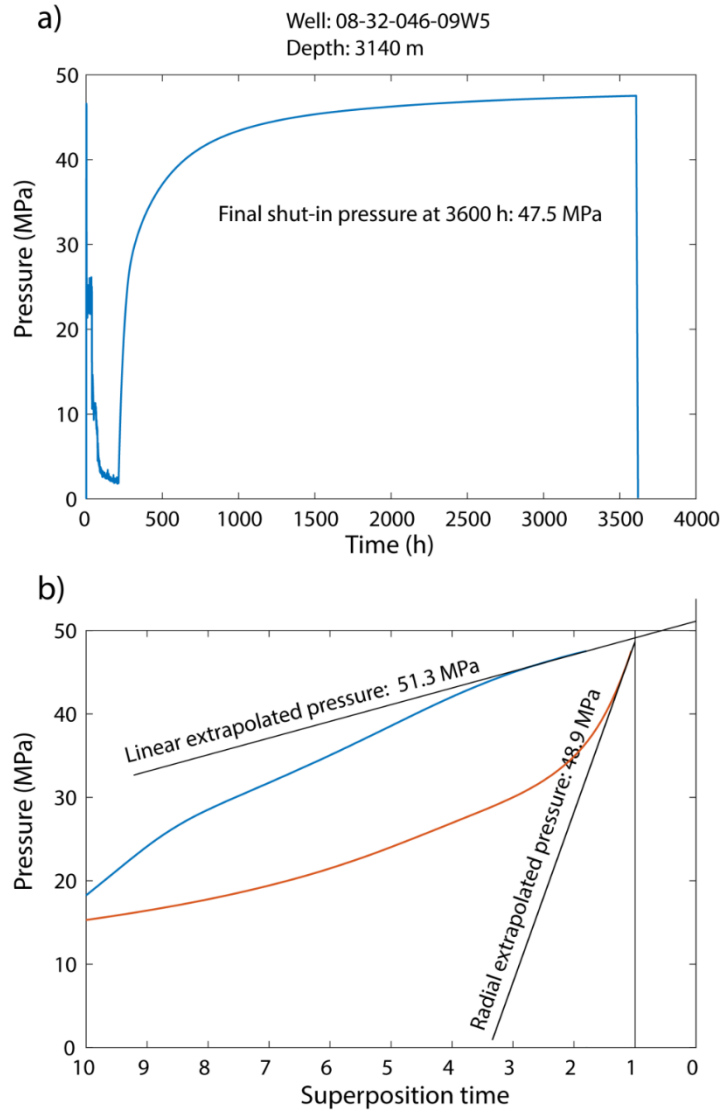 a)
Well: 08-32-046-09W5
Depth: 3140 m
50
40
30
20
10
0
Pressure (MPa)
Final shut-in pressure at 3600 h: 47.5 MPa
0 500 1000 1500 2000 2500 3000 3500 4000
Time (h)
b)
50
40
30
20
10
0
Pressure (MPa)
Linear extrapolated pressure: 51.3 MPa
Radial extrapolated pressure: 48.9 MPa
10 9 8 7 6 5 4 3 2 1 0
Superposition time